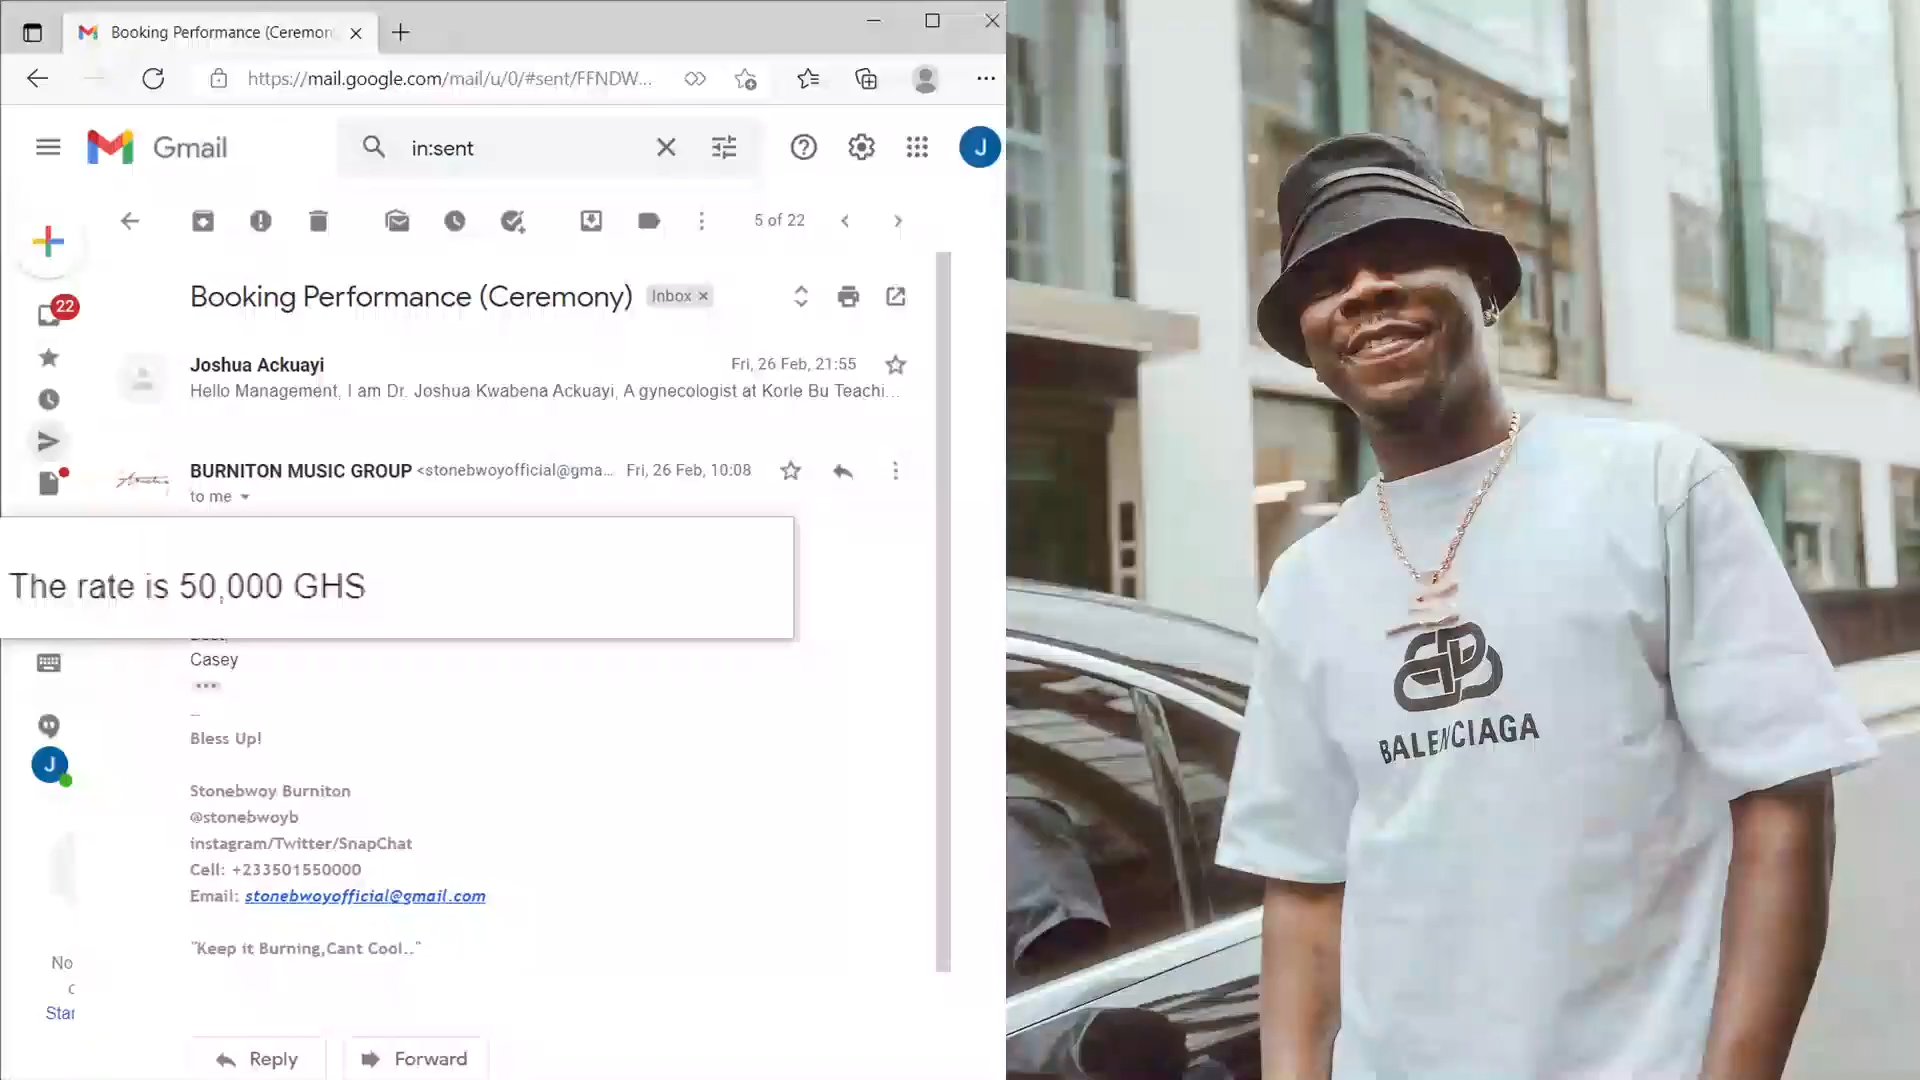 Booking Performance (Ceremon
https://mail.google.com/mail/u/0/#sent/FFNDW...
Gmail
in:sent
J
5 of 22
22
Booking Performance (Ceremony)
Inbox ×
Joshua Ackuayi
Fri, 26 Feb, 21:55
Hello Management, I am Dr. Joshua Kwabena Ackuayi, A gynecologist at Korle Bu Teachi...
BURNITON MUSIC GROUP <stonebwoyofficial@gma... Fri, 26 Feb, 10:08
to me
The rate is 50,000 GHS
Casey
...
--
Bless Up!
J
Stonebwoy Burniton
@stonebwoyb
instagram/Twitter/SnapChat
Cell: +233501550000
Email: stonebwoyofficial@gmail.com
"Keep it Burning,Cant Cool.."
No
Star
Reply
Forward
BALENCIAGA